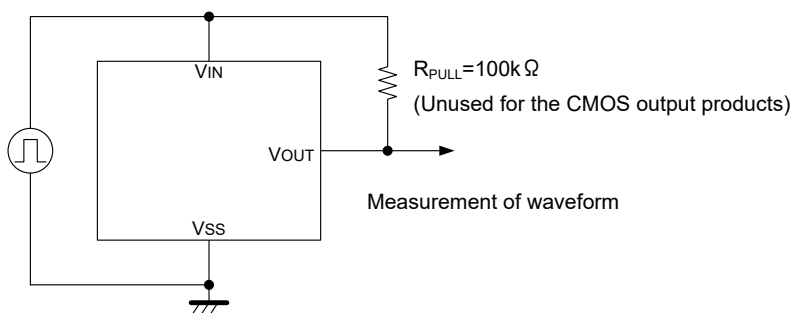 VIN
RPULL=100kΩ
(Unused for the CMOS output products)
VOUT
Measurement of waveform
VSS